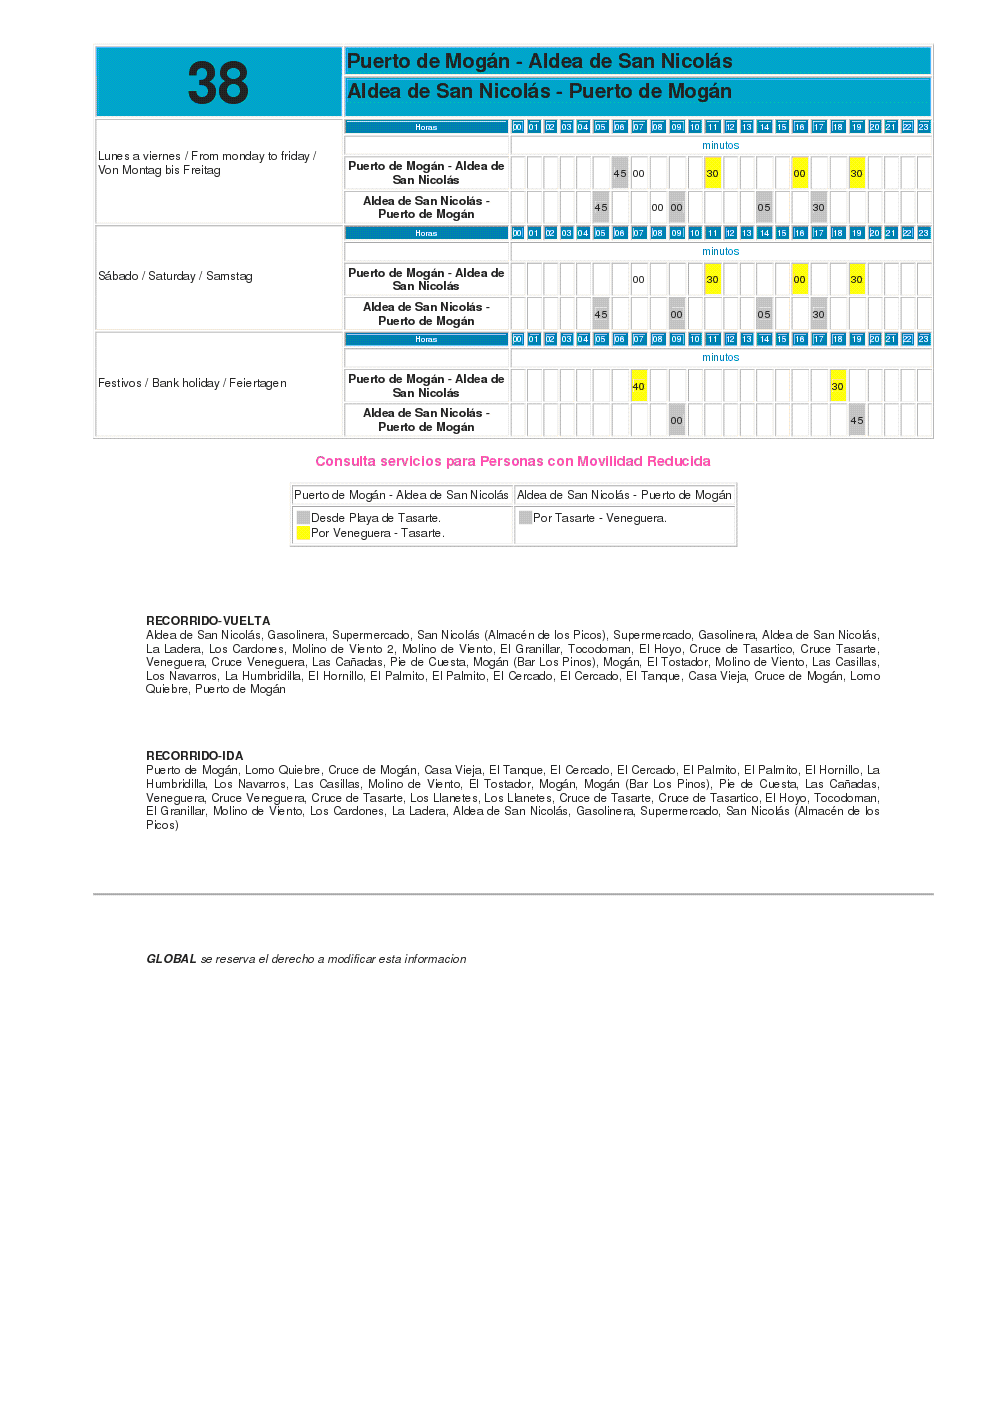 38
Puerto de Mogán - Aldea de San Nicolás
Aldea de San Nicolás - Puerto de Mogán
Lunes a viernes / From monday to friday /
Von Montag bis Freitag
Horas 00 01 02 03 04 05 06 07 08 09 10 11 12 13 14 15 16 17 18 19 20 21 22 23
minutos
Puerto de Mogán - Aldea de
San Nicolás
45 00 30 00 30
Aldea de San Nicolás -
Puerto de Mogán
45 00 00 05 30
Sábado / Saturday / Samstag
Horas 00 01 02 03 04 05 06 07 08 09 10 11 12 13 14 15 16 17 18 19 20 21 22 23
minutos
Puerto de Mogán - Aldea de
San Nicolás
00 30 00 30
Aldea de San Nicolás -
Puerto de Mogán
45 00 05 30
Festivos / Bank holiday / Feiertagen
Horas 00 01 02 03 04 05 06 07 08 09 10 11 12 13 14 15 16 17 18 19 20 21 22 23
minutos
Puerto de Mogán - Aldea de
San Nicolás
40 30
Aldea de San Nicolás -
Puerto de Mogán
00 45
Consulta servicios para Personas con Movilidad Reducida
Puerto de Mogán - Aldea de San Nicolás Aldea de San Nicolás - Puerto de Mogán
Desde Playa de Tasarte. Por Tasarte - Veneguera.
Por Veneguera - Tasarte.
RECORRIDO-VUELTA
Aldea de San Nicolás, Gasolinera, Supermercado, San Nicolás (Almacén de los Picos), Supermercado, Gasolinera, Aldea de San Nicolás,
La Ladera, Los Cardones, Molino de Viento 2, Molino de Viento, El Granillar, Tocodoman, El Hoyo, Cruce de Tasartico, Cruce Tasarte,
Veneguera, Cruce Veneguera, Las Cañadas, Pie de Cuesta, Mogán (Bar Los Pinos), Mogán, El Tostador, Molino de Viento, Las Casillas,
Los Navarros, La Humbridilla, El Hornillo, El Palmito, El Palmito, El Cercado, El Cercado, El Tanque, Casa Vieja, Cruce de Mogán, Lomo
Quiebre, Puerto de Mogán
RECORRIDO-IDA
Puerto de Mogán, Lomo Quiebre, Cruce de Mogán, Casa Vieja, El Tanque, El Cercado, El Cercado, El Palmito, El Palmito, El Hornillo, La
Humbridilla, Los Navarros, Las Casillas, Molino de Viento, El Tostador, Mogán, Mogán (Bar Los Pinos), Pie de Cuesta, Las Cañadas,
Veneguera, Cruce Veneguera, Cruce de Tasarte, Los Llanetes, Los Llanetes, Cruce de Tasarte, Cruce de Tasartico, El Hoyo, Tocodoman,
El Granillar, Molino de Viento, Los Cardones, La Ladera, Aldea de San Nicolás, Gasolinera, Supermercado, San Nicolás (Almacén de los
Picos)
GLOBAL se reserva el derecho a modificar esta informacion